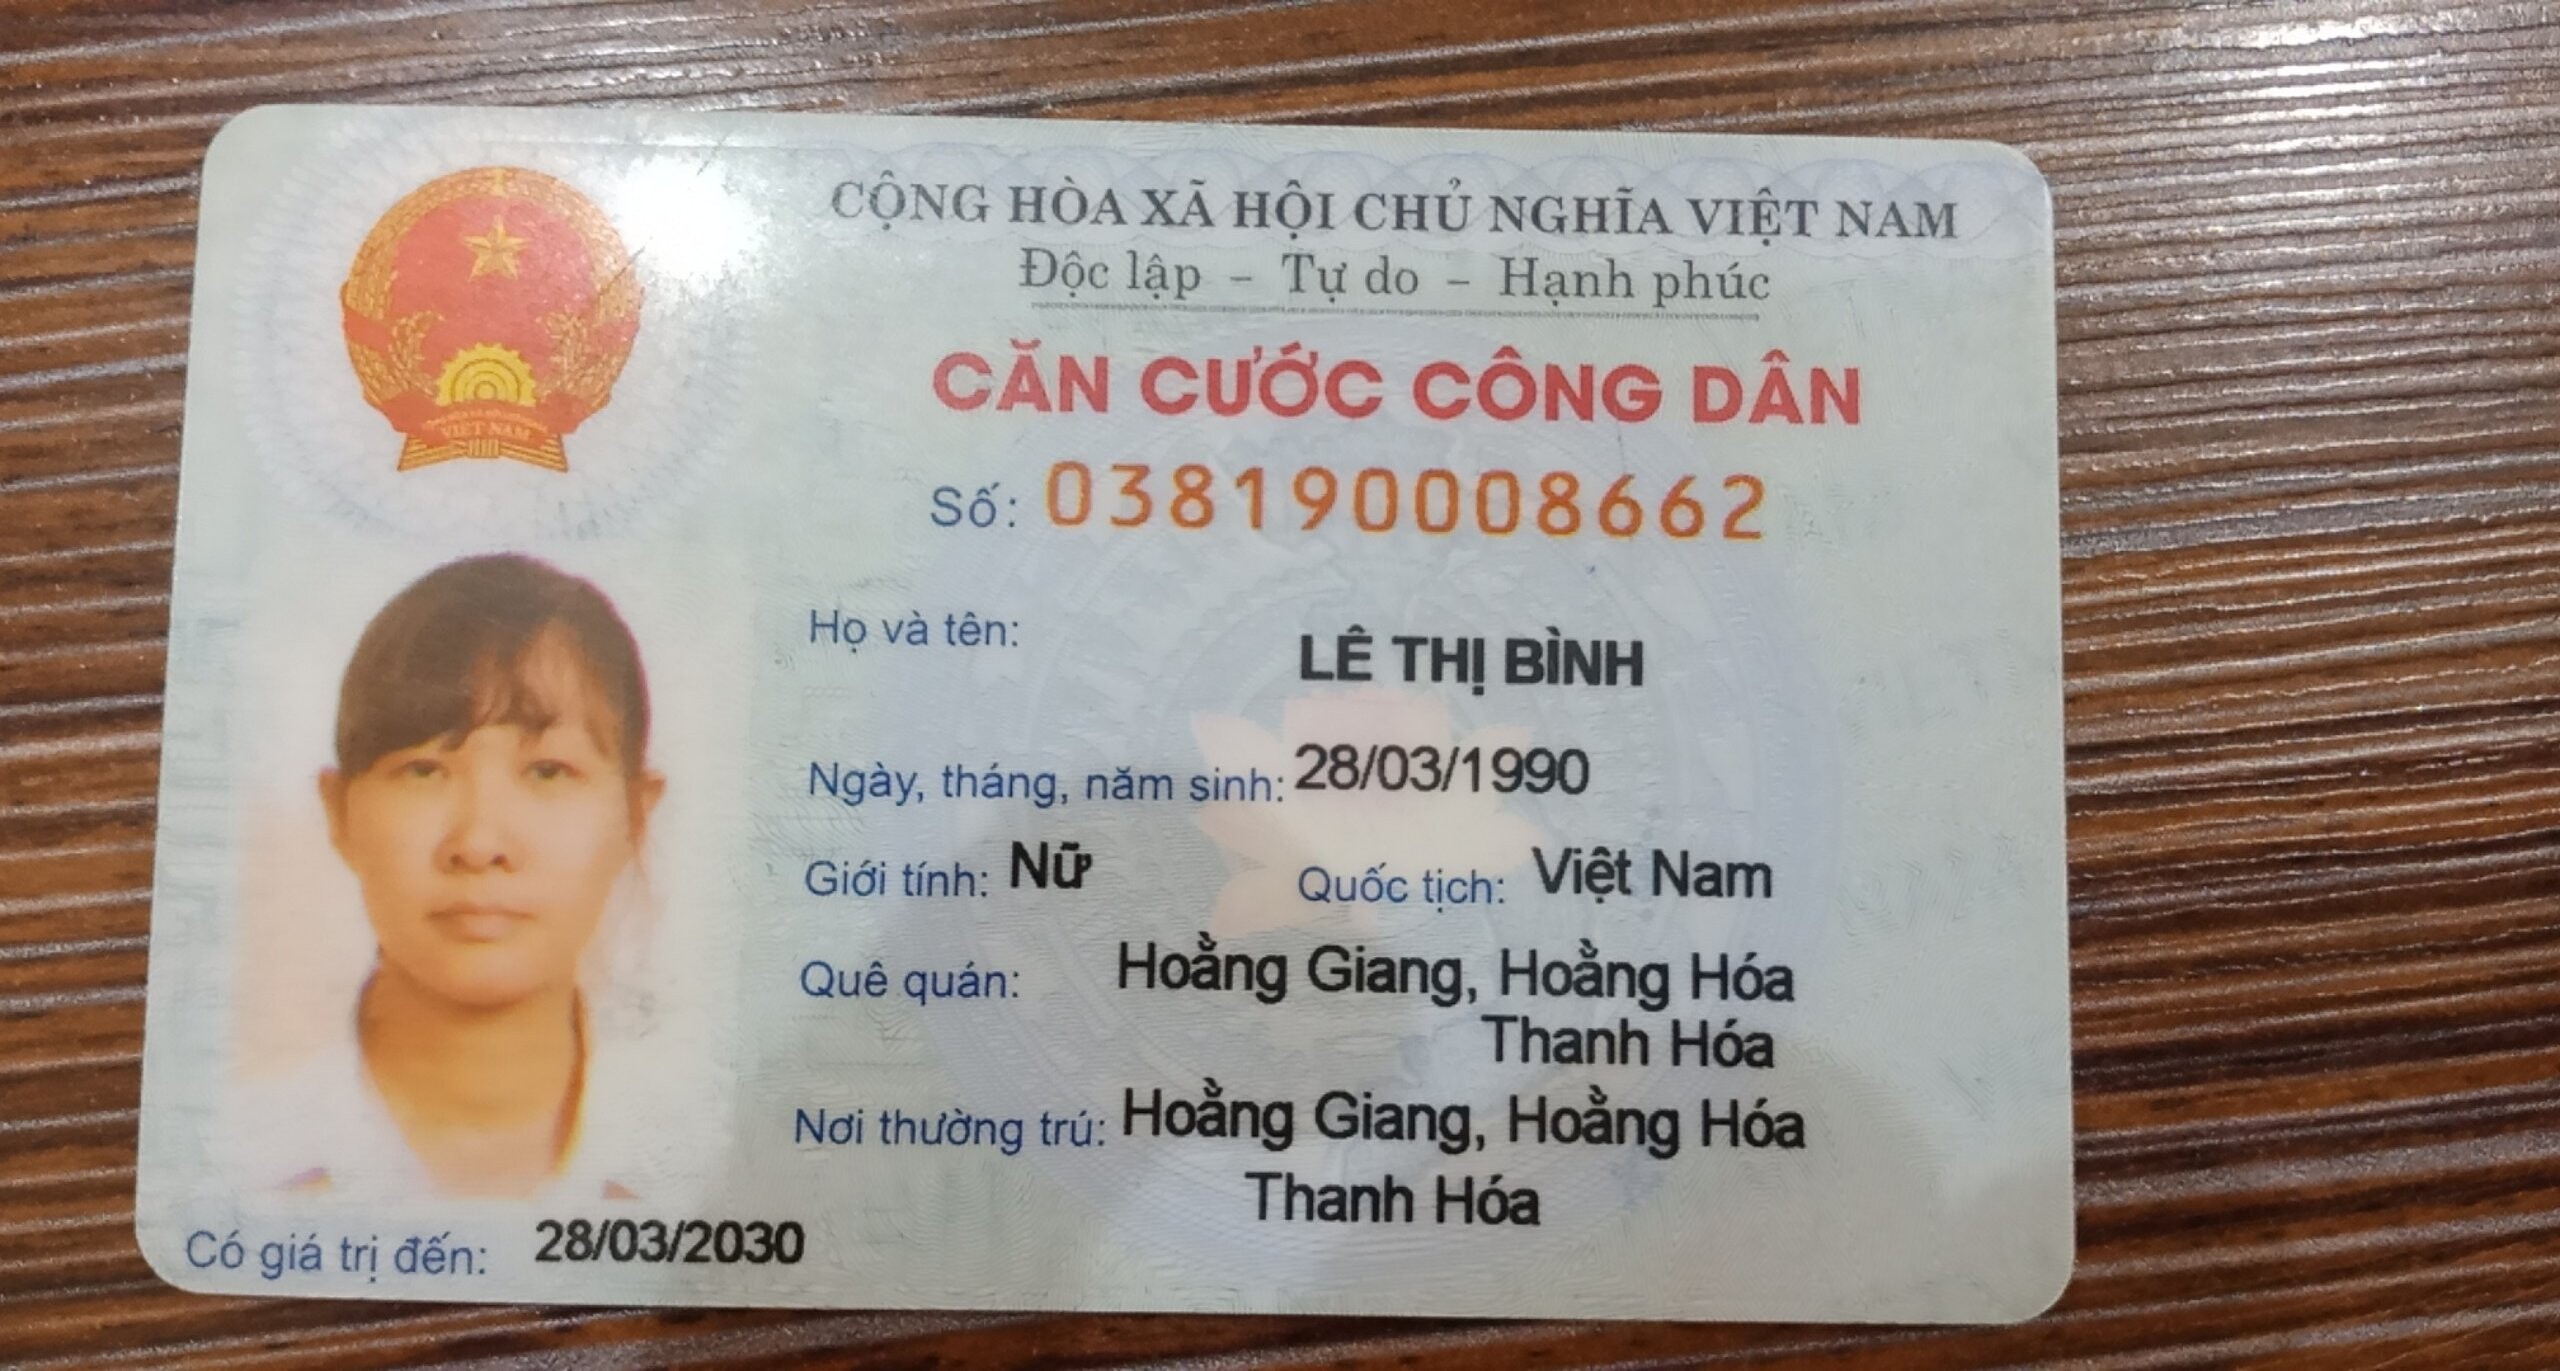 CỘNG HÒA XÃ HỘI CHỦ NGHĨA VIỆT NAM
Độc lập - Tự do - Hạnh phúc
CĂN CƯỚC CÔNG DÂN
Số: 038190008662
Họ và tên: LÊ THỊ BÌNH
Ngày, tháng, năm sinh: 28/03/1990
Giới tính: Nữ Quốc tịch: Việt Nam
Quê quán: Hoằng Giang, Hoằng Hóa
Thanh Hóa
Nơi thường trú: Hoằng Giang, Hoằng Hóa
Thanh Hóa
Có giá trị đến: 28/03/2030
VIỆT NAM